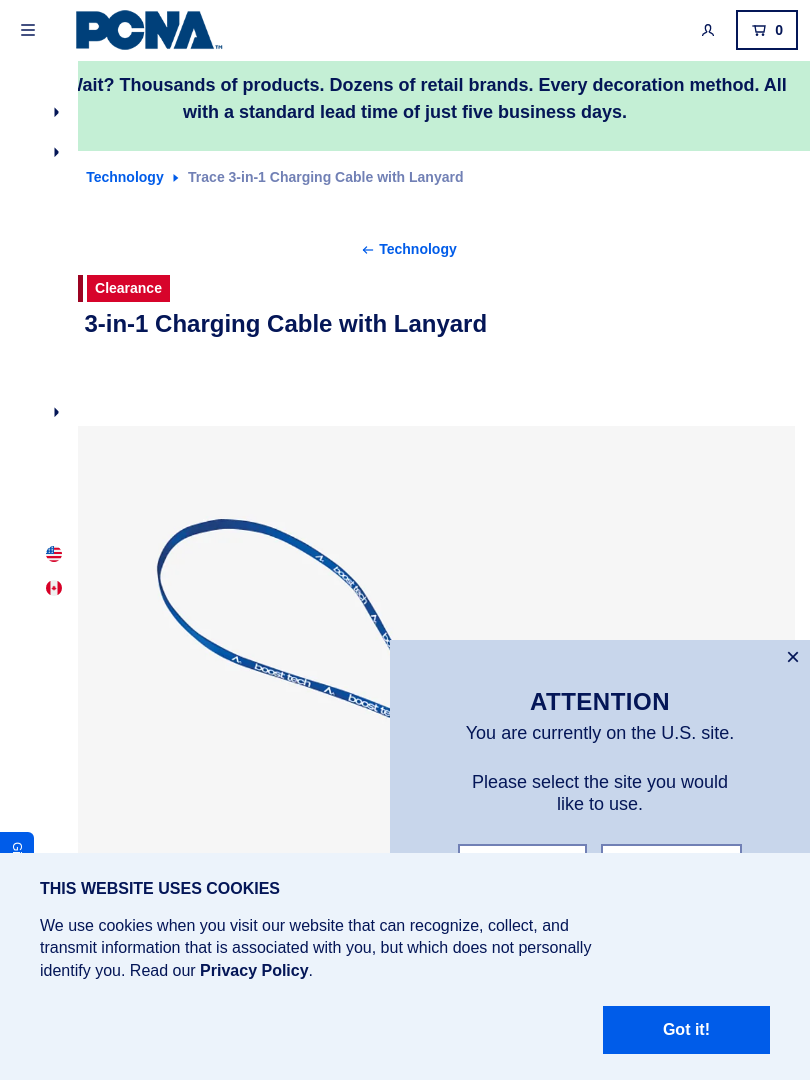 PCNA™
0
Wait? Thousands of products. Dozens of retail brands. Every decoration method. All
with a standard lead time of just five business days.
Technology
Trace 3-in-1 Charging Cable with Lanyard
Technology
Clearance
3-in-1 Charging Cable with Lanyard
boost tech
boost tech
ATTENTION
You are currently on the U.S. site.
Please select the site you would
like to use.
THIS WEBSITE USES COOKIES
We use cookies when you visit our website that can recognize, collect, and
transmit information that is associated with you, but which does not personally
identify you. Read our Privacy Policy.
Got it!